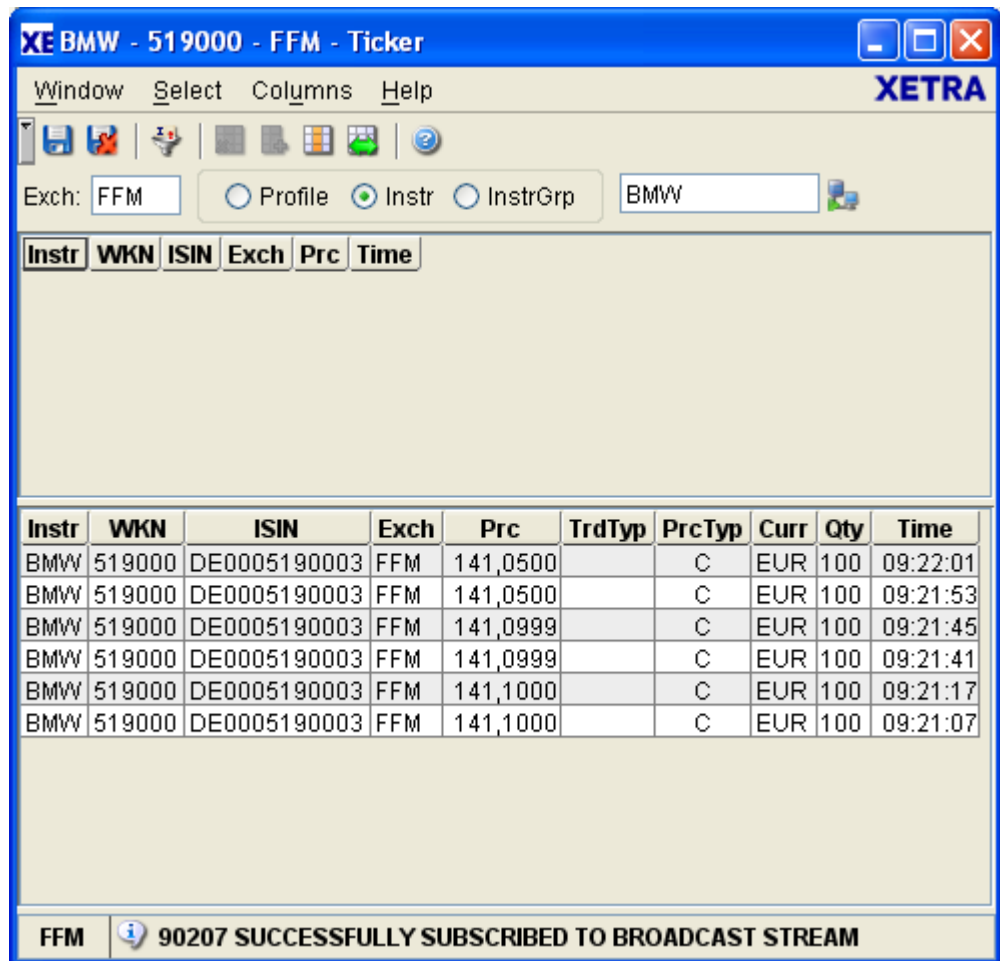 XE BMW - 519000 - FFM - Ticker
Window Select Columns Help XETRA
Exch: FFM Profile Instr InstrGrp BMW
Instr WKN ISIN Exch Prc Time
Instr WKN ISIN Exch Prc TrdTyp PrcTyp Curr Qty Time
BMW 519000 DE0005190003 FFM 141,0500 C EUR 100 09:22:01
BMW 519000 DE0005190003 FFM 141,0500 C EUR 100 09:21:53
BMW 519000 DE0005190003 FFM 141,0999 C EUR 100 09:21:45
BMW 519000 DE0005190003 FFM 141,0999 C EUR 100 09:21:41
BMW 519000 DE0005190003 FFM 141,1000 C EUR 100 09:21:17
BMW 519000 DE0005190003 FFM 141,1000 C EUR 100 09:21:07
FFM 90207 SUCCESSFULLY SUBSCRIBED TO BROADCAST STREAM